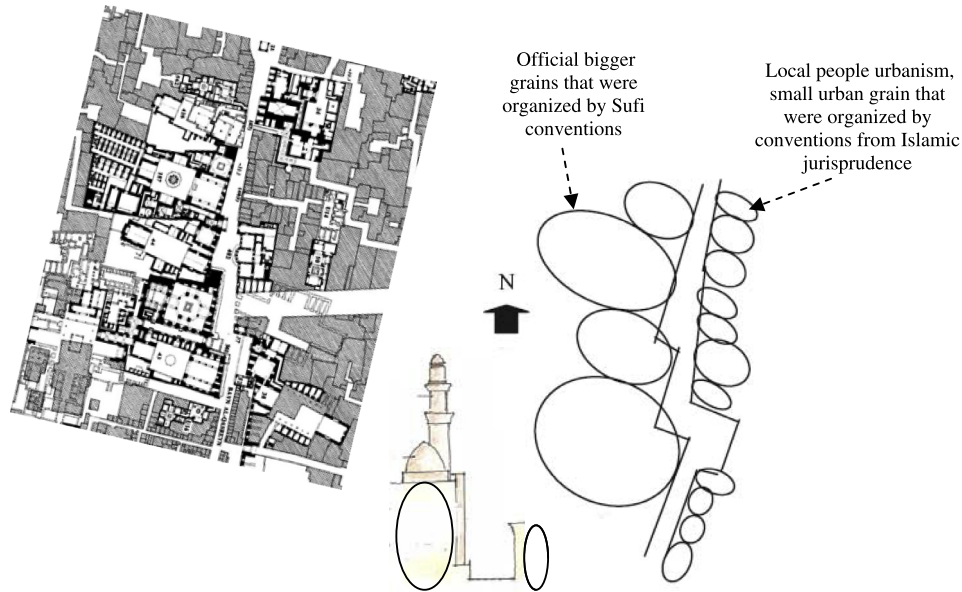 Official bigger
grains that were
organized by Sufi
conventions
Local people urbanism,
small urban grain that
were organized by
conventions from Islamic
jurisprudence
N